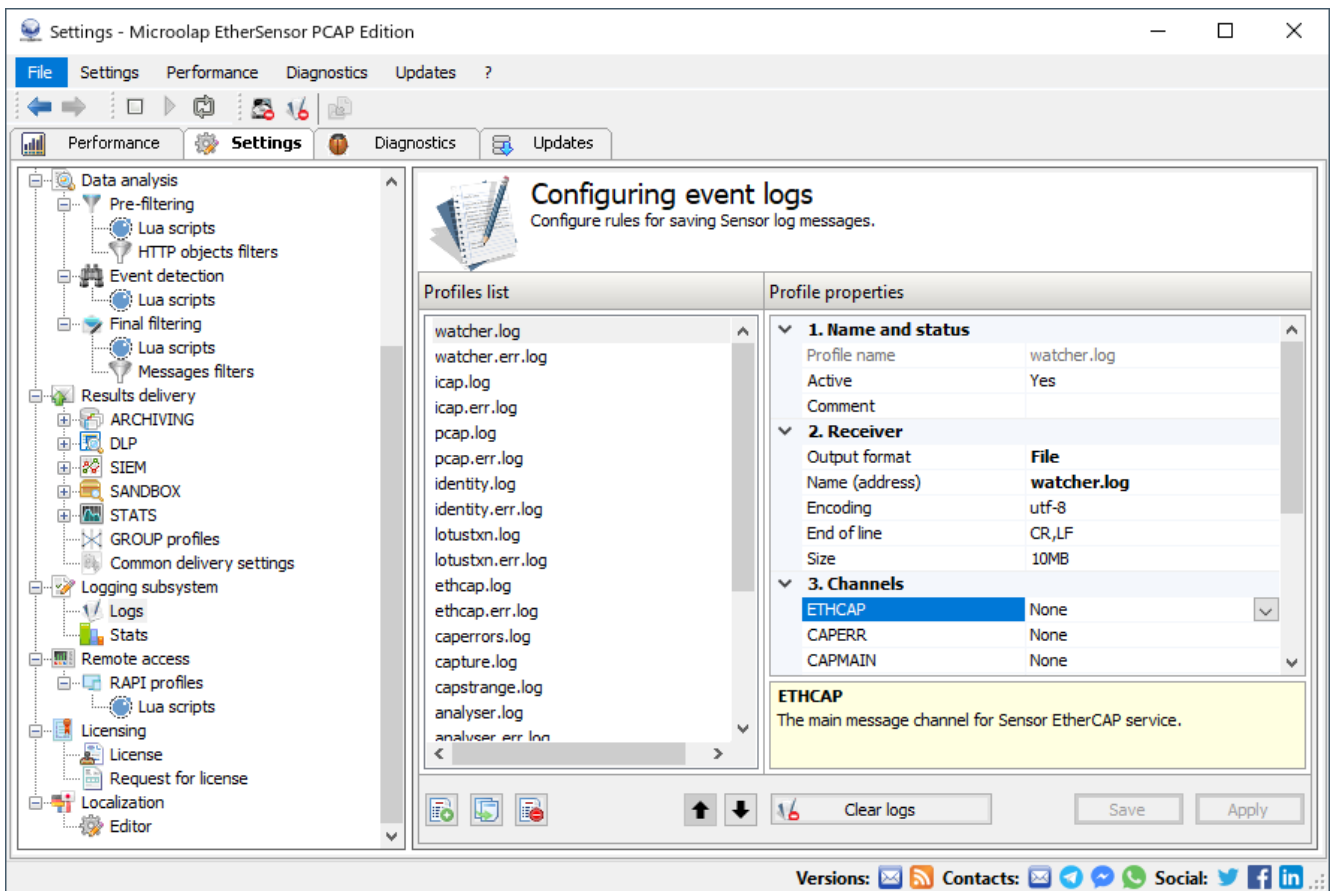 Settings - Microolap EtherSensor PCAP Edition
File Settings Performance Diagnostics Updates ?
Performance Settings Diagnostics Updates
Data analysis
Pre-filtering
Lua scripts
HTTP objects filters
Event detection
Lua scripts
Final filtering
Lua scripts
Messages filters
Results delivery
ARCHIVING
DLP
SIEM
SANDBOX
STATS
GROUP profiles
Common delivery settings
Logging subsystem
Logs
Stats
Remote access
RAPI profiles
Lua scripts
Licensing
License
Request for license
Localization
Editor
Configuring event logs
Configure rules for saving Sensor log messages.
Profiles list
watcher.log
watcher.err.log
icap.log
icap.err.log
pcap.log
pcap.err.log
identity.log
identity.err.log
lotustxn.log
lotustxn.err.log
ethcap.log
ethcap.err.log
caperrors.log
capture.log
capstrange.log
analyser.log
analyser.err.log
Profile properties
1. Name and status
Profile name watcher.log
Active Yes
Comment
2. Receiver
Output format File
Name (address) watcher.log
Encoding utf-8
End of line CR,LF
Size 10MB
3. Channels
ETHCAP None
CAPERR None
CAPMAIN None
ETHCAP
The main message channel for Sensor EtherCAP service.
Clear logs Save Apply
Versions: Contacts: Social: